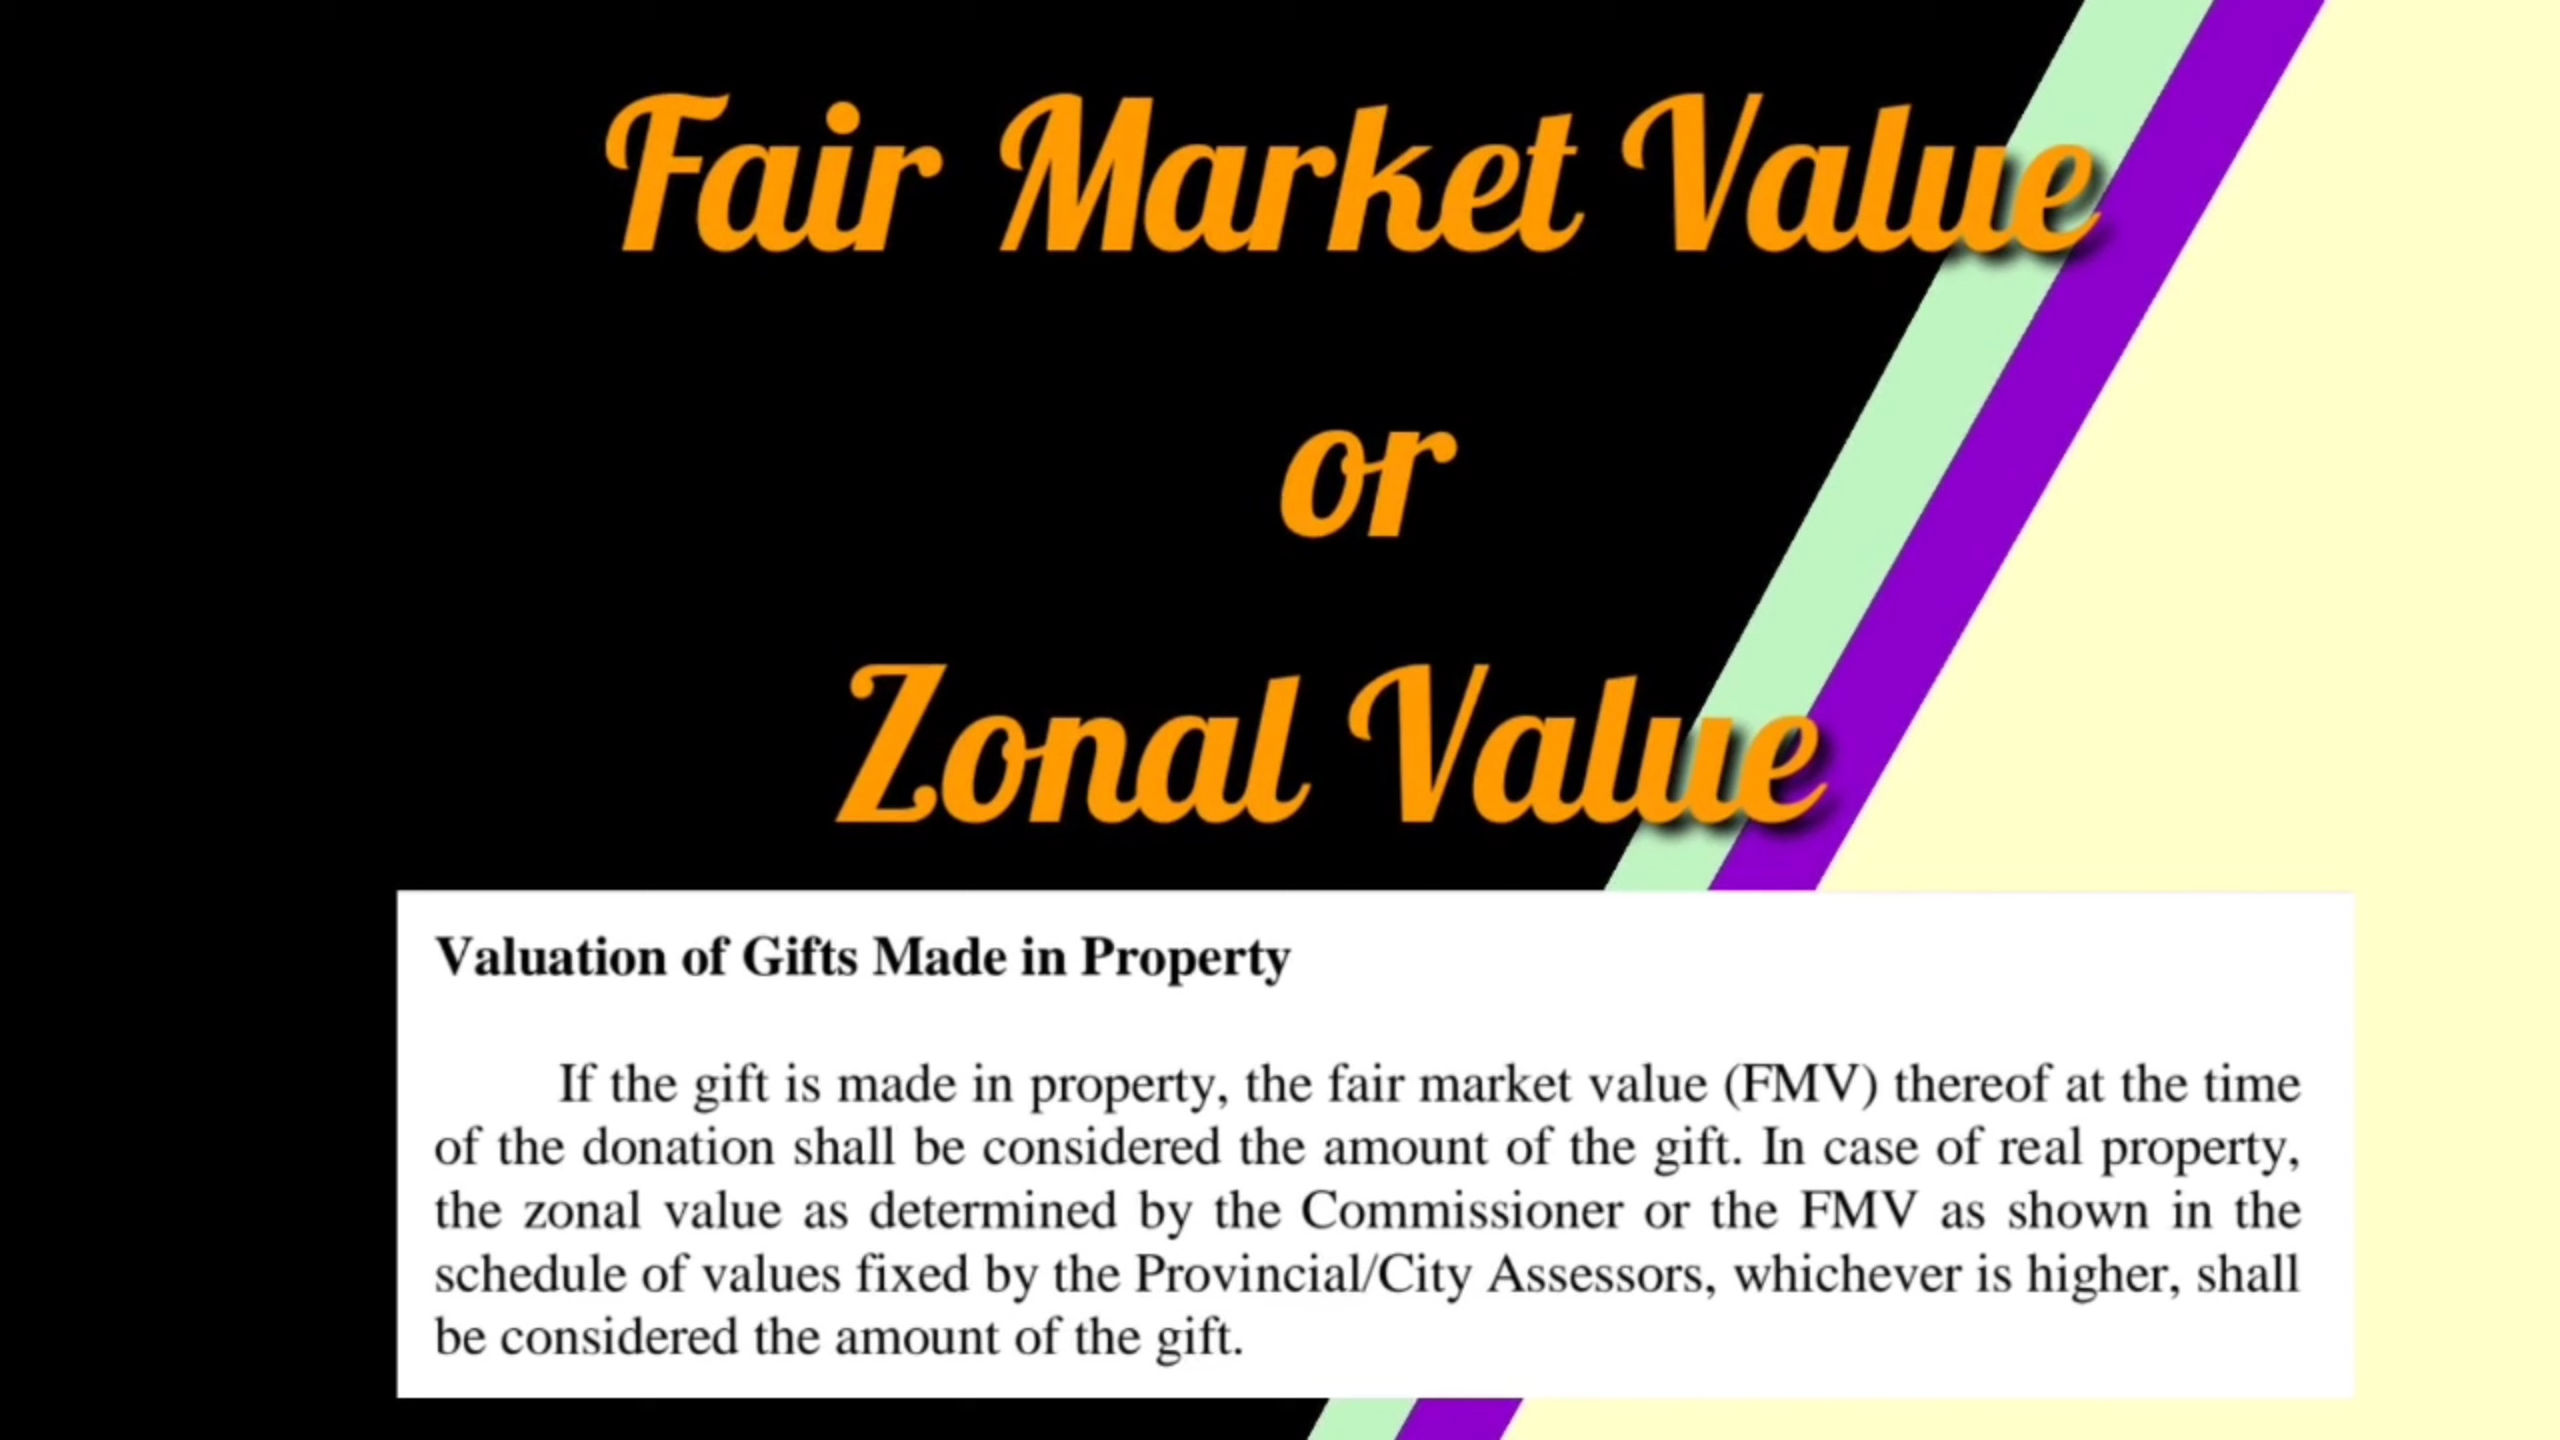 Fair Market Value
or
Zonal Value
Valuation of Gifts Made in Property
If the gift is made in property, the fair market value (FMV) thereof at the time
of the donation shall be considered the amount of the gift. In case of real property,
the zonal value as determined by the Commissioner or the FMV as shown in the
schedule of values fixed by the Provincial/City Assessors, whichever is higher, shall
be considered the amount of the gift.